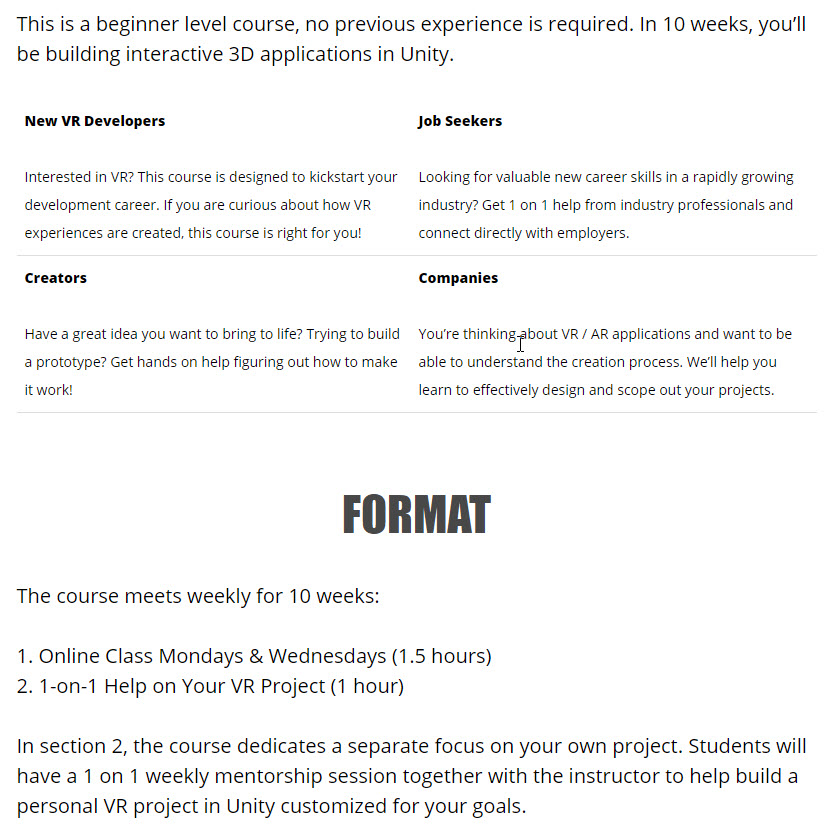 This is a beginner level course, no previous experience is required. In 10 weeks, you’ll
be building interactive 3D applications in Unity.
New VR Developers
Interested in VR? This course is designed to kickstart your
development career. If you are curious about how VR
experiences are created, this course is right for you!
Job Seekers
Looking for valuable new career skills in a rapidly growing
industry? Get 1 on 1 help from industry professionals and
connect directly with employers.
Creators
Have a great idea you want to bring to life? Trying to build
a prototype? Get hands on help figuring out how to make
it work!
Companies
You’re thinking about VR / AR applications and want to be
able to understand the creation process. We’ll help you
learn to effectively design and scope out your projects.
FORMAT
The course meets weekly for 10 weeks:
1. Online Class Mondays & Wednesdays (1.5 hours)
2. 1-on-1 Help on Your VR Project (1 hour)
In section 2, the course dedicates a separate focus on your own project. Students will
have a 1 on 1 weekly mentorship session together with the instructor to help build a
personal VR project in Unity customized for your goals.